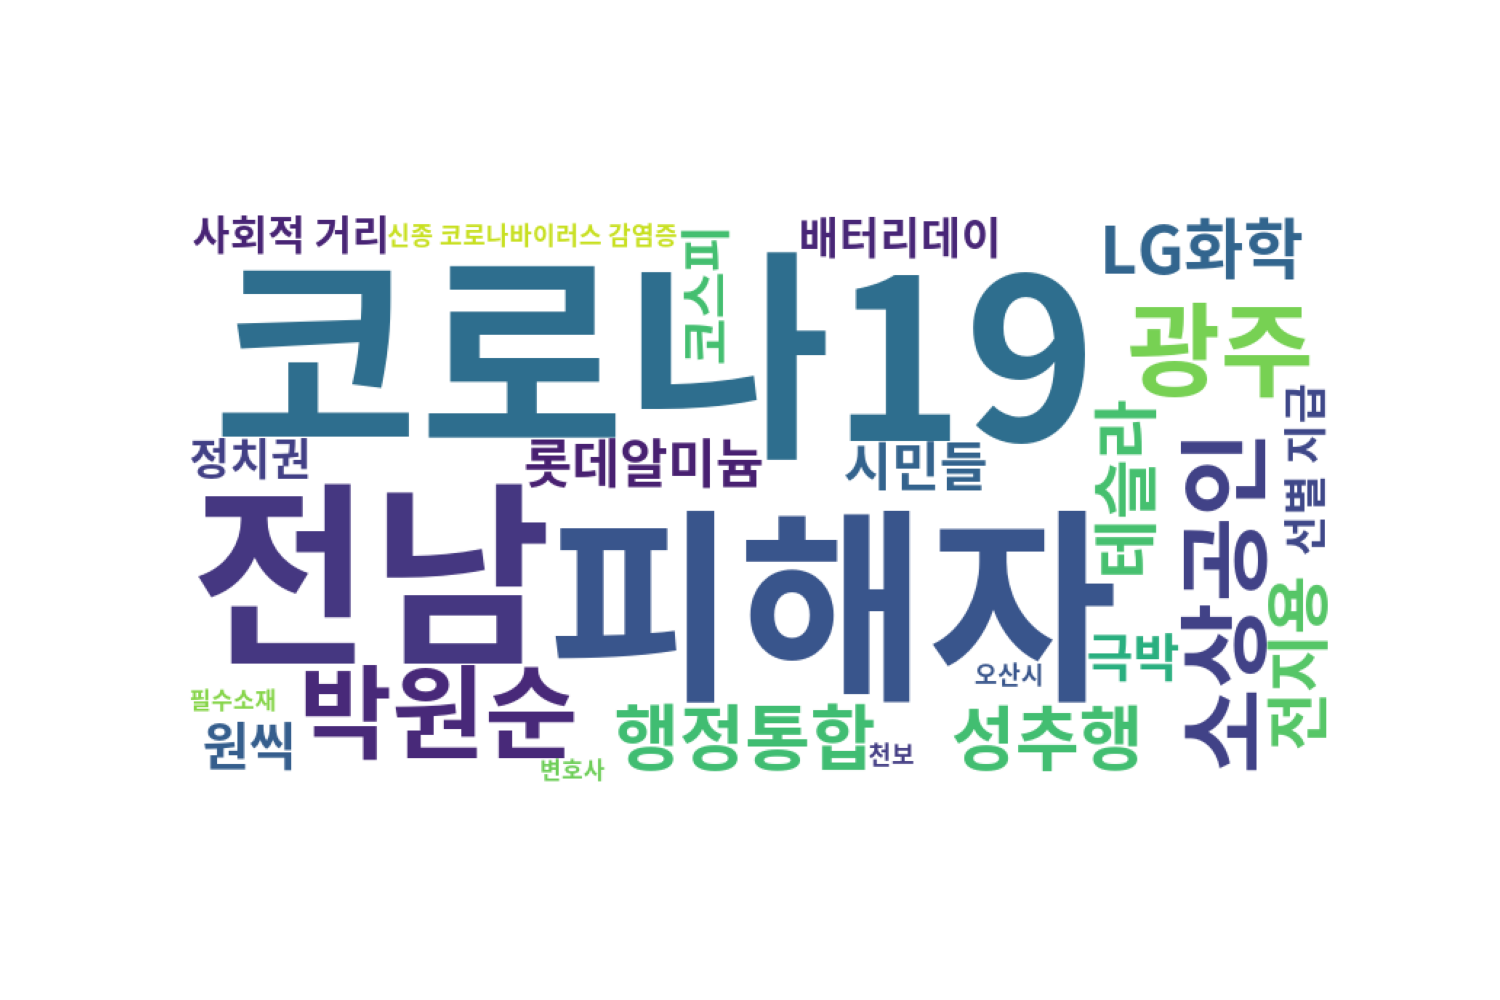 사회적 거리
신종 코로나바이러스 감염증
코스피
배터리데이
LG화학
코로나19
광주
정치권
롯데알미늄
시민들
테슬라
선별 지급
소상공인
전남
피해자
극박
전지용
오산시
박원순
필수소재
원씩
행정통합
천보
성추행
변호사